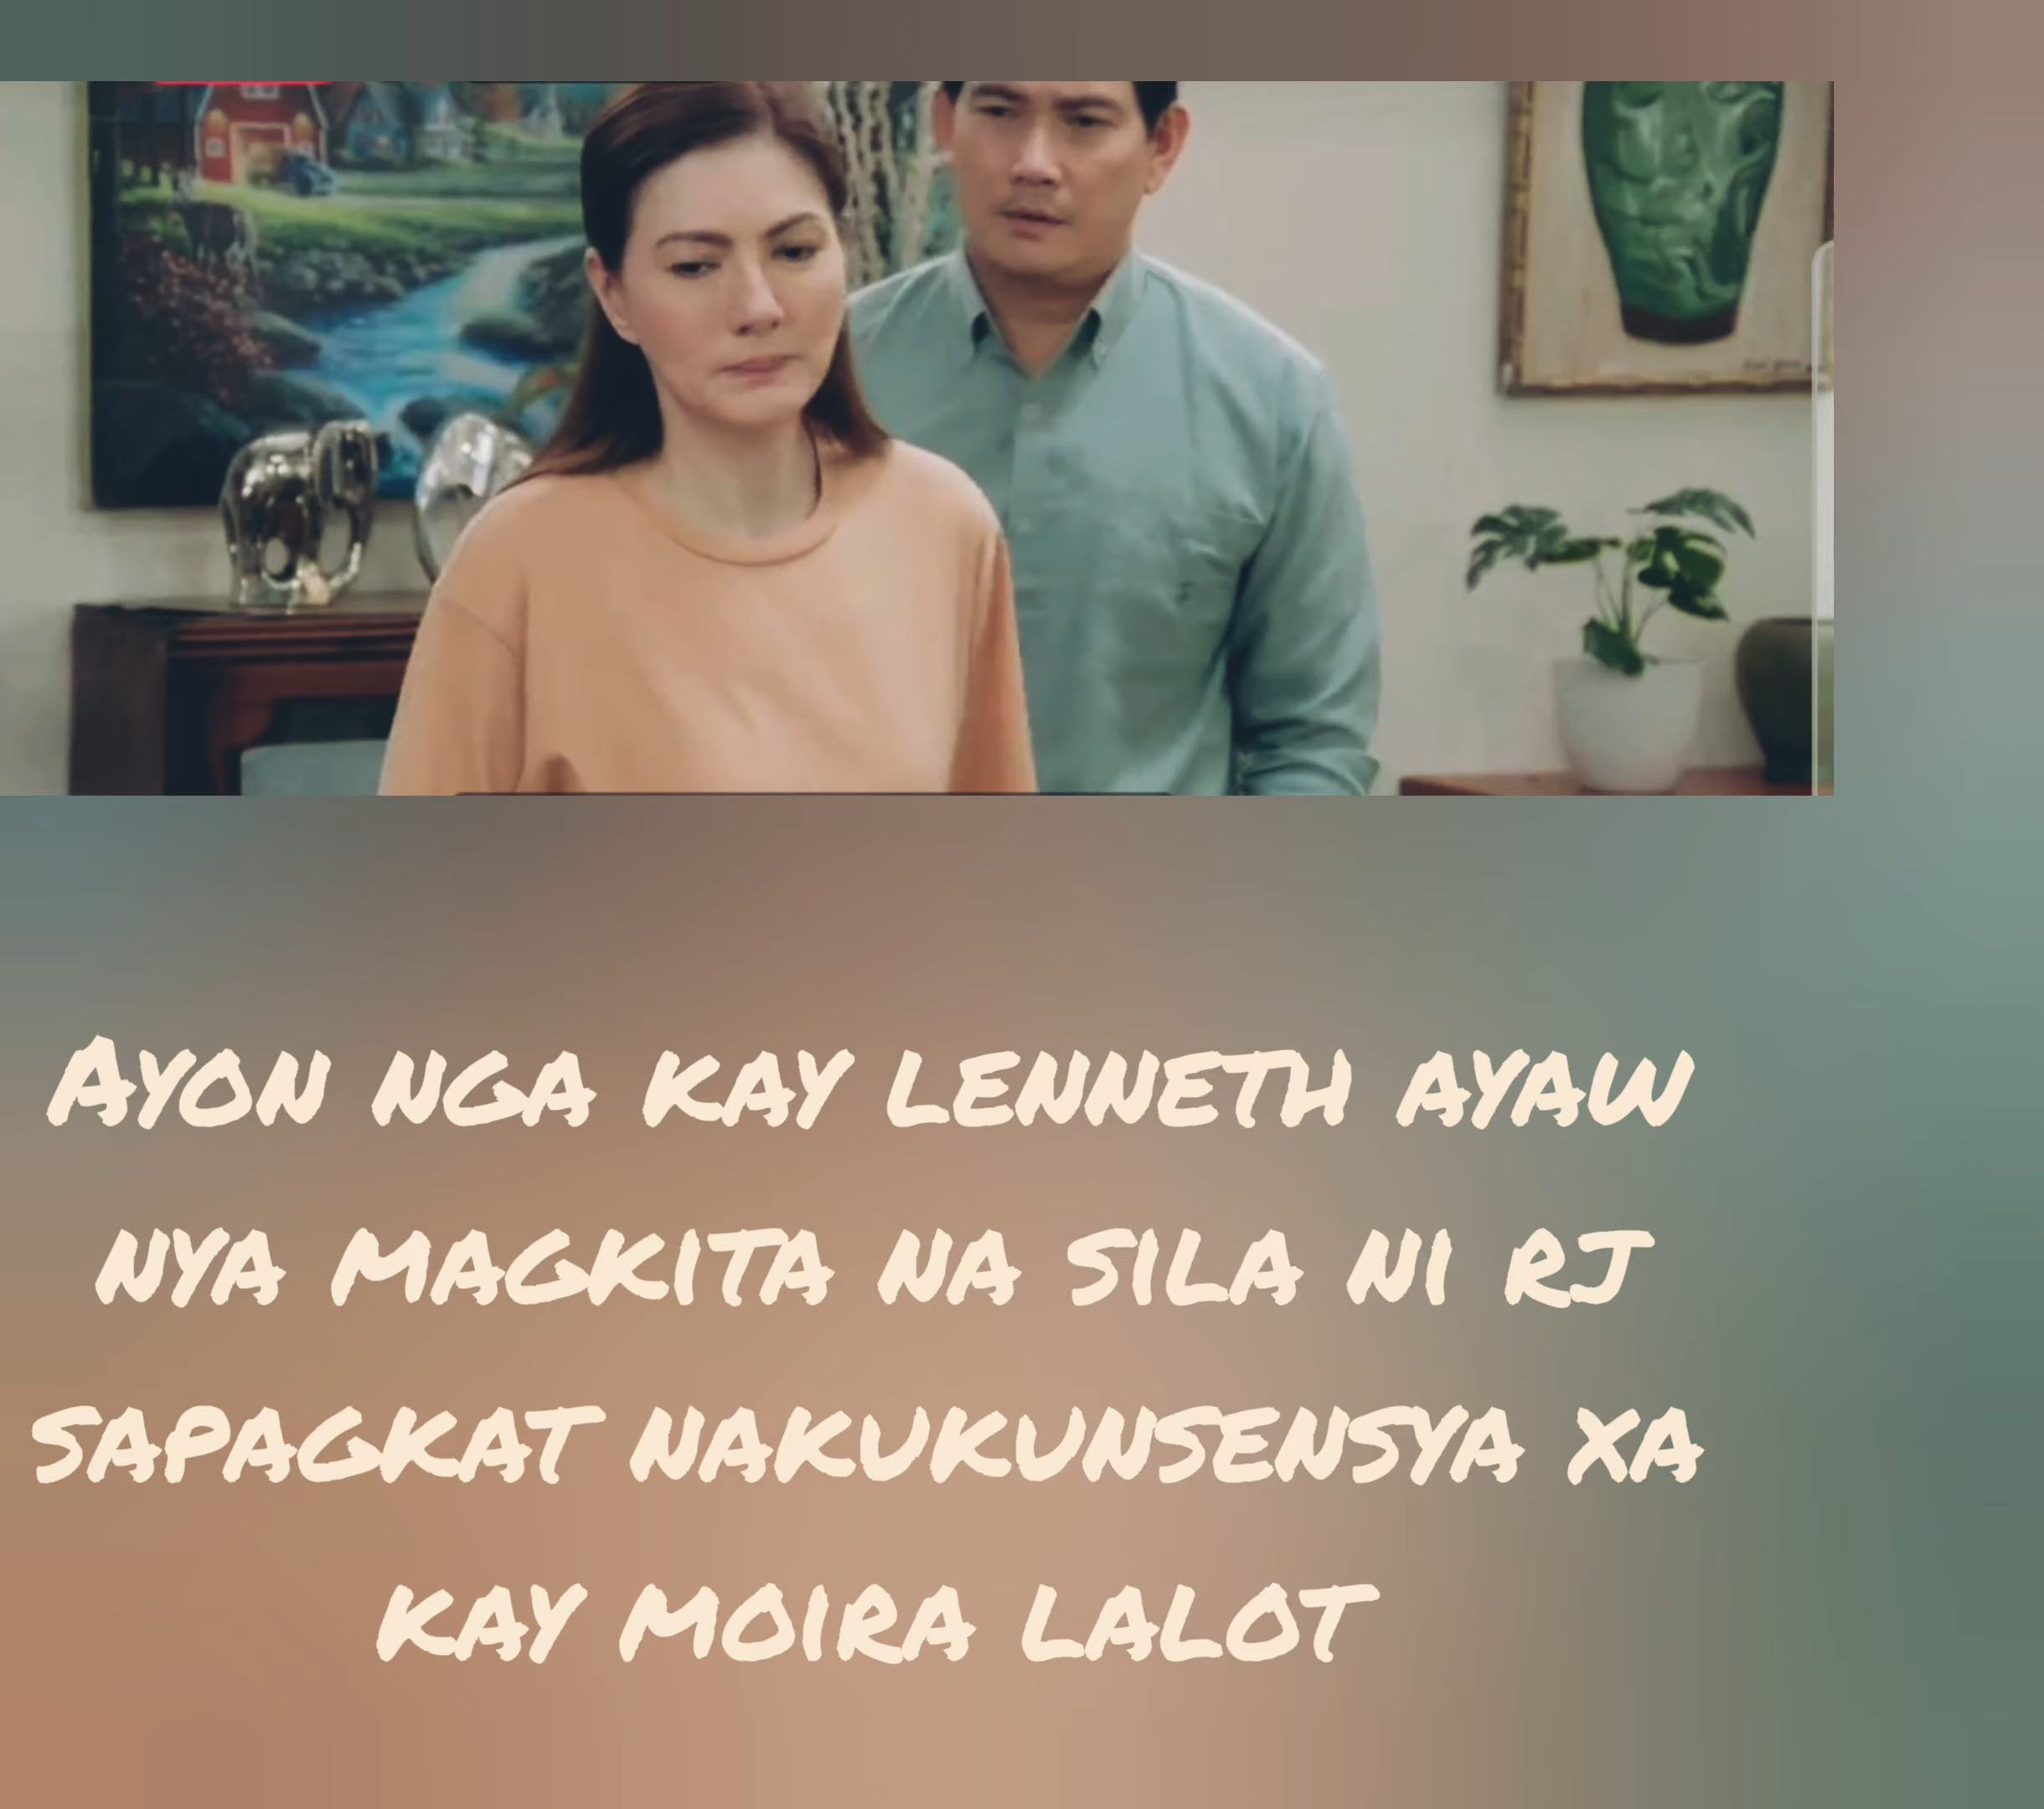 Ayon nga kay Lenneth ayaw
nya magkita na sila ni RJ
sapagkat nakukunsensya xa
kay Moira Lalot